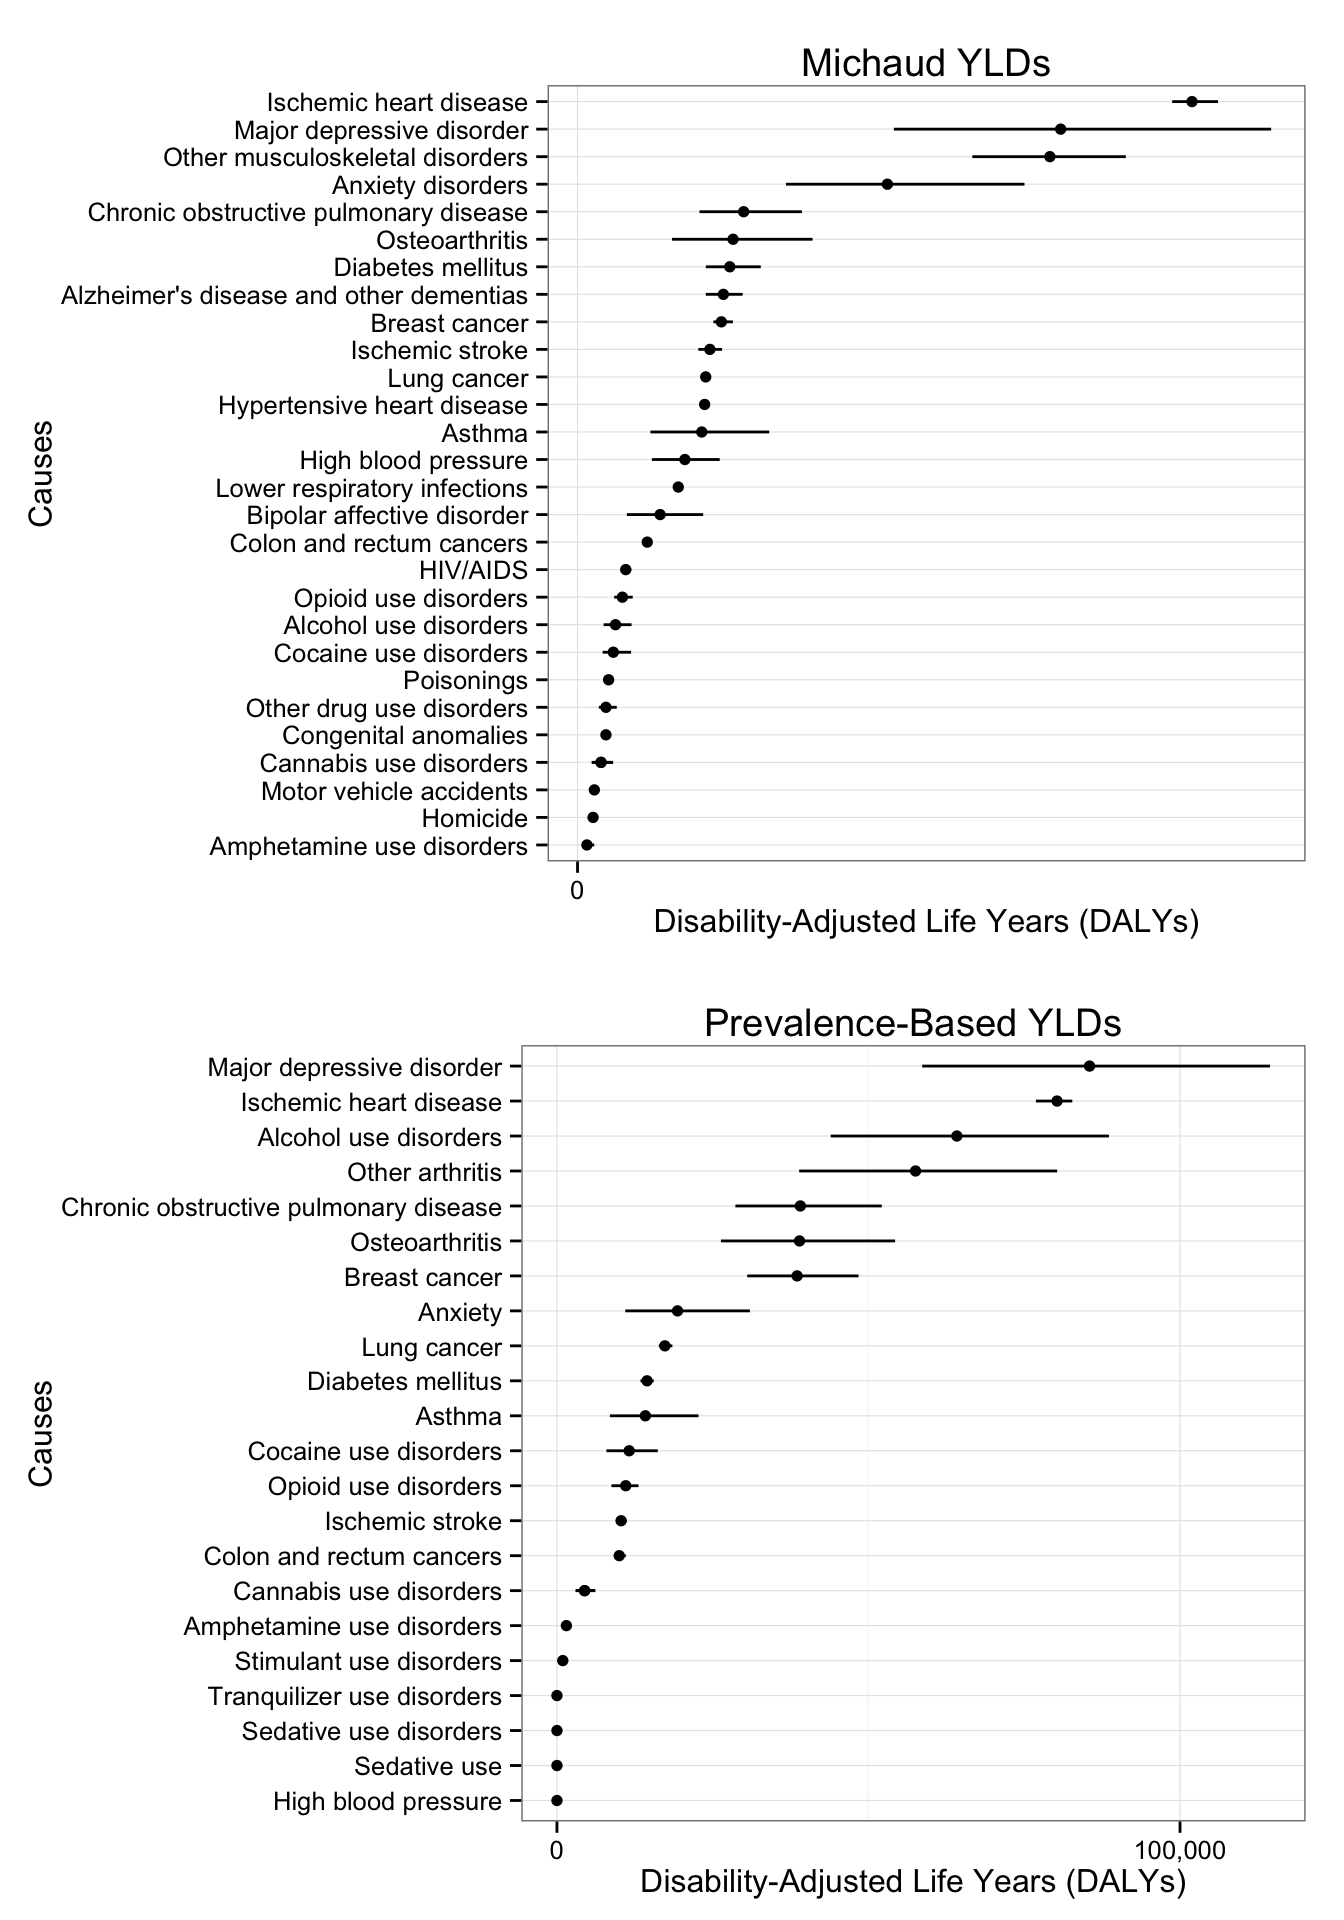 Michaud YLDs
Causes
Ischemic heart disease
Major depressive disorder
Other musculoskeletal disorders
Anxiety disorders
Chronic obstructive pulmonary disease
Osteoarthritis
Diabetes mellitus
Alzheimer's disease and other dementias
Breast cancer
Ischemic stroke
Lung cancer
Hypertensive heart disease
Asthma
High blood pressure
Lower respiratory infections
Bipolar affective disorder
Colon and rectum cancers
HIV/AIDS
Opioid use disorders
Alcohol use disorders
Cocaine use disorders
Poisonings
Other drug use disorders
Congenital anomalies
Cannabis use disorders
Motor vehicle accidents
Homicide
Amphetamine use disorders
0
Disability-Adjusted Life Years (DALYs)
Prevalence-Based YLDs
Causes
Major depressive disorder
Ischemic heart disease
Alcohol use disorders
Other arthritis
Chronic obstructive pulmonary disease
Osteoarthritis
Breast cancer
Anxiety
Lung cancer
Diabetes mellitus
Asthma
Cocaine use disorders
Opioid use disorders
Ischemic stroke
Colon and rectum cancers
Cannabis use disorders
Amphetamine use disorders
Stimulant use disorders
Tranquilizer use disorders
Sedative use disorders
Sedative use
High blood pressure
0 100,000
Disability-Adjusted Life Years (DALYs)